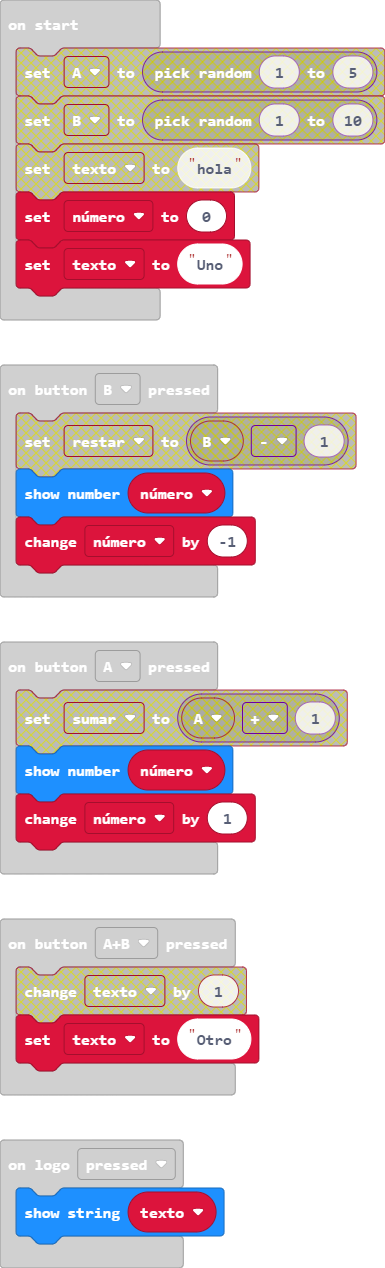 on start
set A to pick random 1 to 5
set B to pick random 1 to 10
set texto to "hola"
set número to 0
set texto to "Uno"
on button B pressed
set restar to B - 1
show number número
change número by -1
on button A pressed
set sumar to A + 1
show number número
change número by 1
on button A+B pressed
change texto by 1
set texto to "Otro"
on logo pressed
show string texto